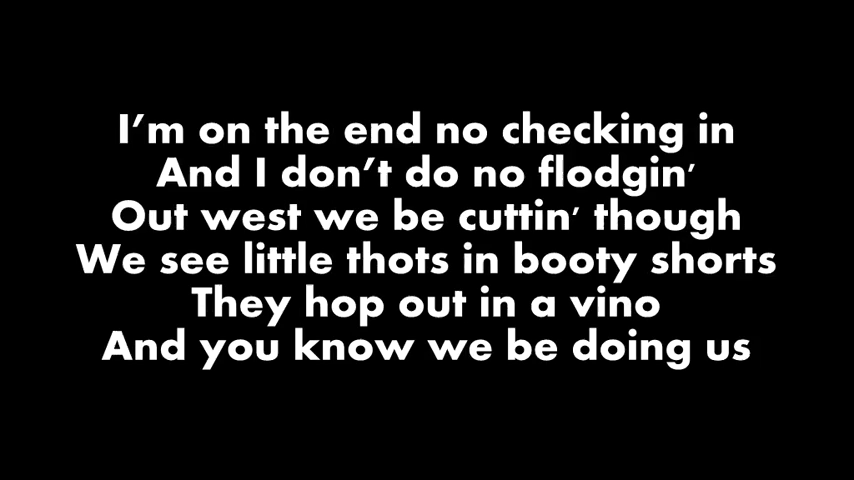 I’m on the end no checking in
And I don’t do no flodgin’
Out west we be cuttin’ though
We see little thots in booty shorts
They hop out in a vino
And you know we be doing us